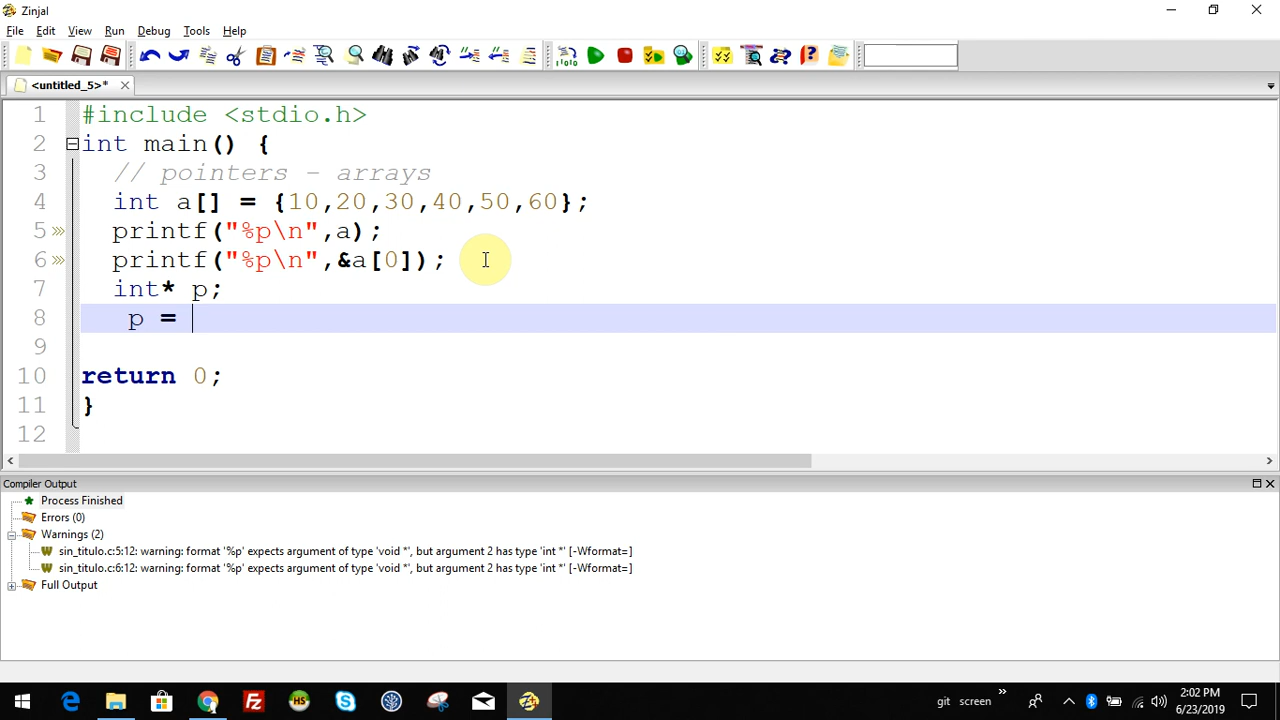 Zinjal
File Edit View Run Debug Tools Help
<untitled_5>*
1 #include <stdio.h>
2 int main() {
3 // pointers - arrays
4 int a[] = {10,20,30,40,50,60};
5 printf("%p\n",a);
6 printf("%p\n",&a[0]);
7 int* p;
8 p =
9
10 return 0;
11 }
12
Compiler Output
Process Finished
Errors (0)
Warnings (2)
sin_titulo.c:5:12: warning: format '%p' expects argument of type 'void *', but argument 2 has type 'int *' [-Wformat=]
sin_titulo.c:6:12: warning: format '%p' expects argument of type 'void *', but argument 2 has type 'int *' [-Wformat=]
Full Output
git screen
2:02 PM
6/23/2019